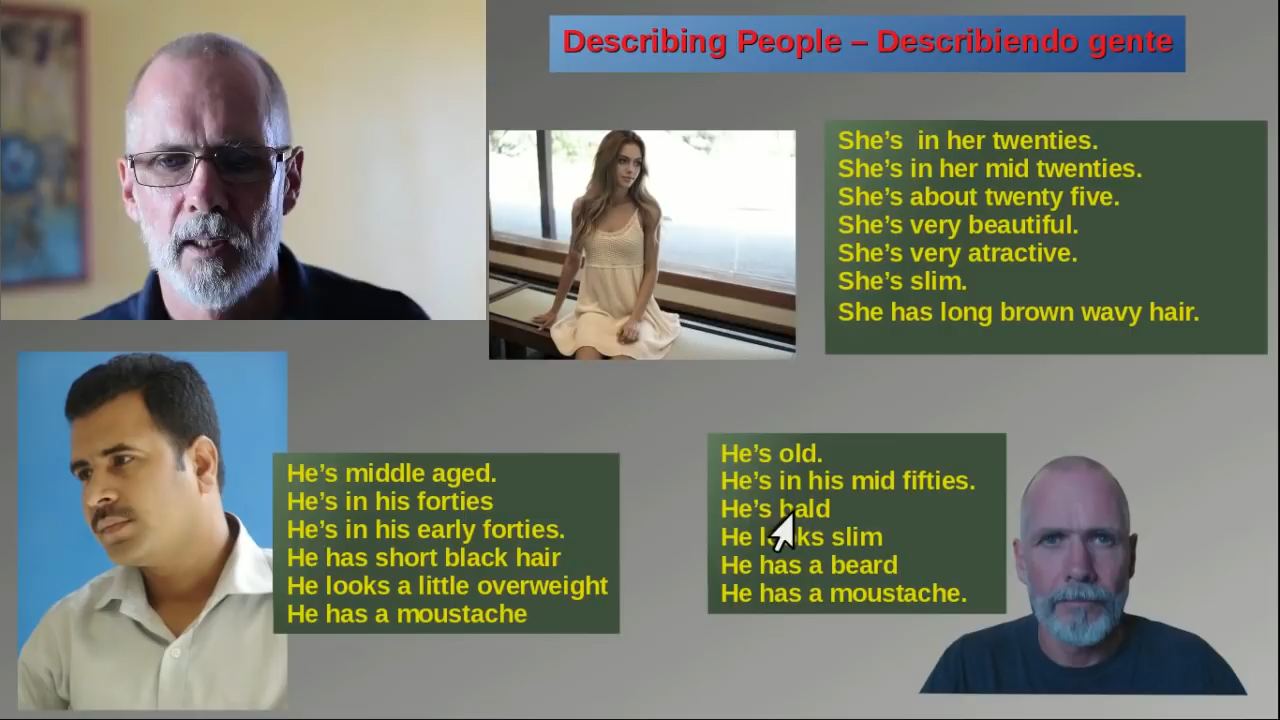 Describing People – Describiendo gente
She's in her twenties.
She's in her mid twenties.
She's about twenty five.
She's very beautiful.
She's very atractive.
She's slim.
She has long brown wavy hair.
He's middle aged.
He's in his forties
He's in his early forties.
He has short black hair
He looks a little overweight
He has a moustache
He's old.
He's in his mid fifties.
He's bald
He looks slim
He has a beard
He has a moustache.